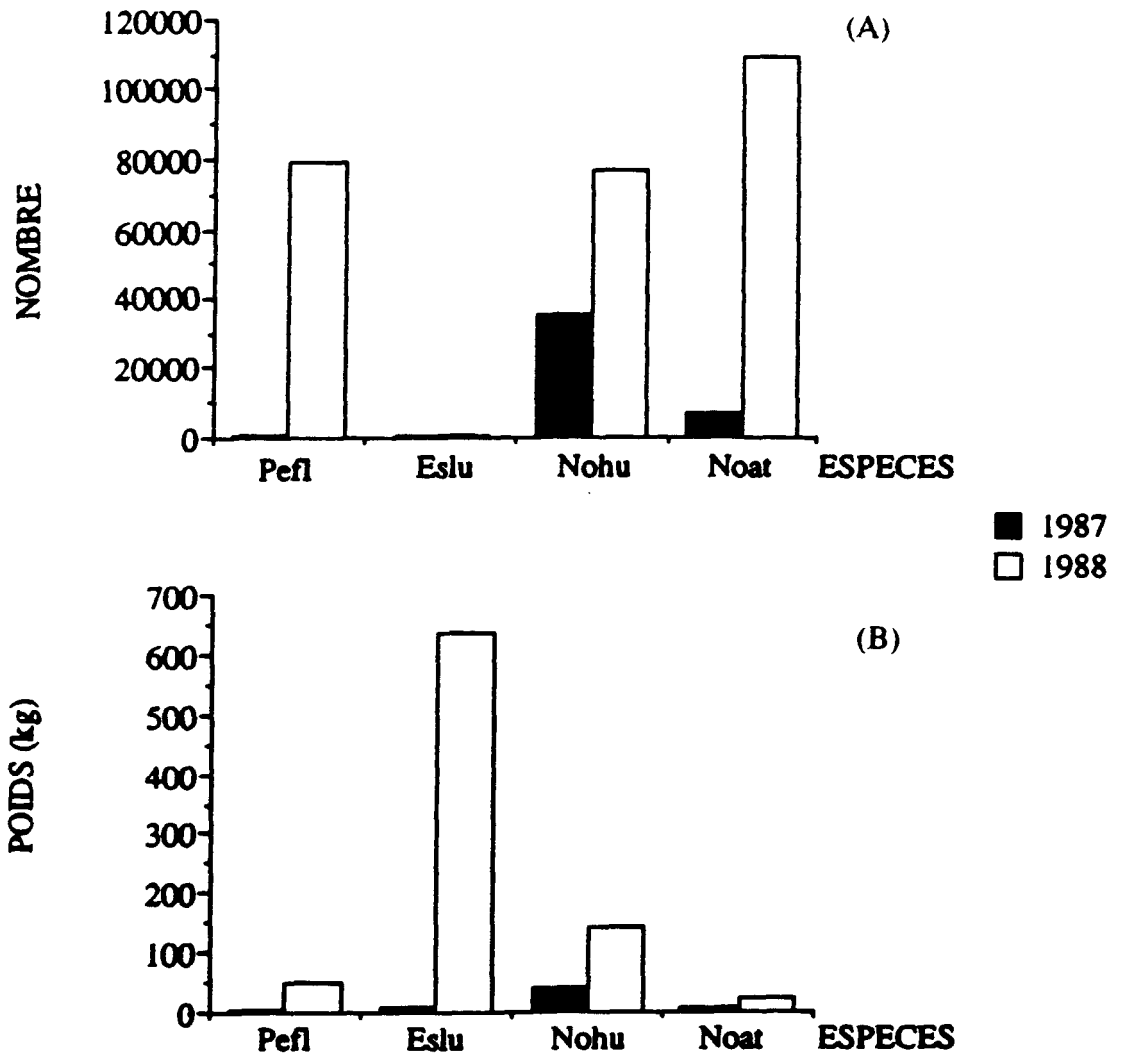 (A)
NOMBRE
120000
100000
80000
60000
40000
20000
0
Pefl Eslu Nohu Noat ESPECES
1987
1988
(B)
POIDS (kg)
700
600
500
400
300
200
100
0
Pefl Eslu Nohu Noat ESPECES